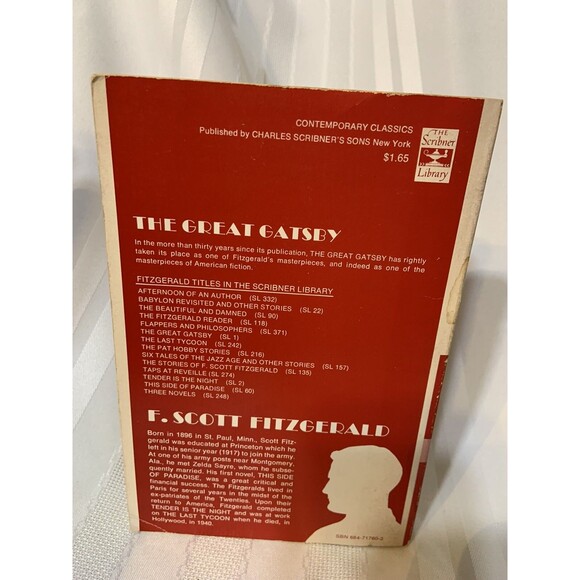 CONTEMPORARY CLASSICS
Published by CHARLES SCRIBNER'S SONS New York
$1.65
THE
Scribner
Library
THE GREAT GATSBY
In the more than thirty years since its publication, THE GREAT GATSBY has rightly
taken its place as one of Fitzgerald's masterpieces, and indeed as one of the
masterpieces of American fiction.
FITZGERALD TITLES IN THE SCRIBNER LIBRARY
AFTERNOON OF AN AUTHOR (SL 332)
BABYLON REVISITED AND OTHER STORIES (SL 22)
THE BEAUTIFUL AND DAMNED (SL 90)
THE FITZGERALD READER (SL 118)
FLAPPERS AND PHILOSOPHERS (SL 371)
THE GREAT GATSBY (SL 1)
THE LAST TYCOON (SL 242)
THE PAT HOBBY STORIES (SL 216)
SIX TALES OF THE JAZZ AGE AND OTHER STORIES (SL 157)
THE STORIES OF F. SCOTT FITZGERALD (SL 135)
TAPS AT REVEILLE (SL 274)
TENDER IS THE NIGHT (SL 2)
THIS SIDE OF PARADISE (SL 60)
THREE NOVELS (SL 248)
F. SCOTT FITZGERALD
Born in 1896 in St. Paul, Minn., Scott Fitz-
gerald was educated at Princeton which he
left in his senior year (1917) to join the army.
At one of his army posts near Montgomery,
Ala., he met Zelda Sayre, whom he subse-
quently married. His first novel, THIS SIDE
OF PARADISE, was a great critical and
financial success. The Fitzgeralds lived in
Paris for several years in the midst of the
ex-patriates of the Twenties. Upon their
return to America, Fitzgerald completed
TENDER IS THE NIGHT and was at work
on THE LAST TYCOON when he died, in
Hollywood, in 1940.